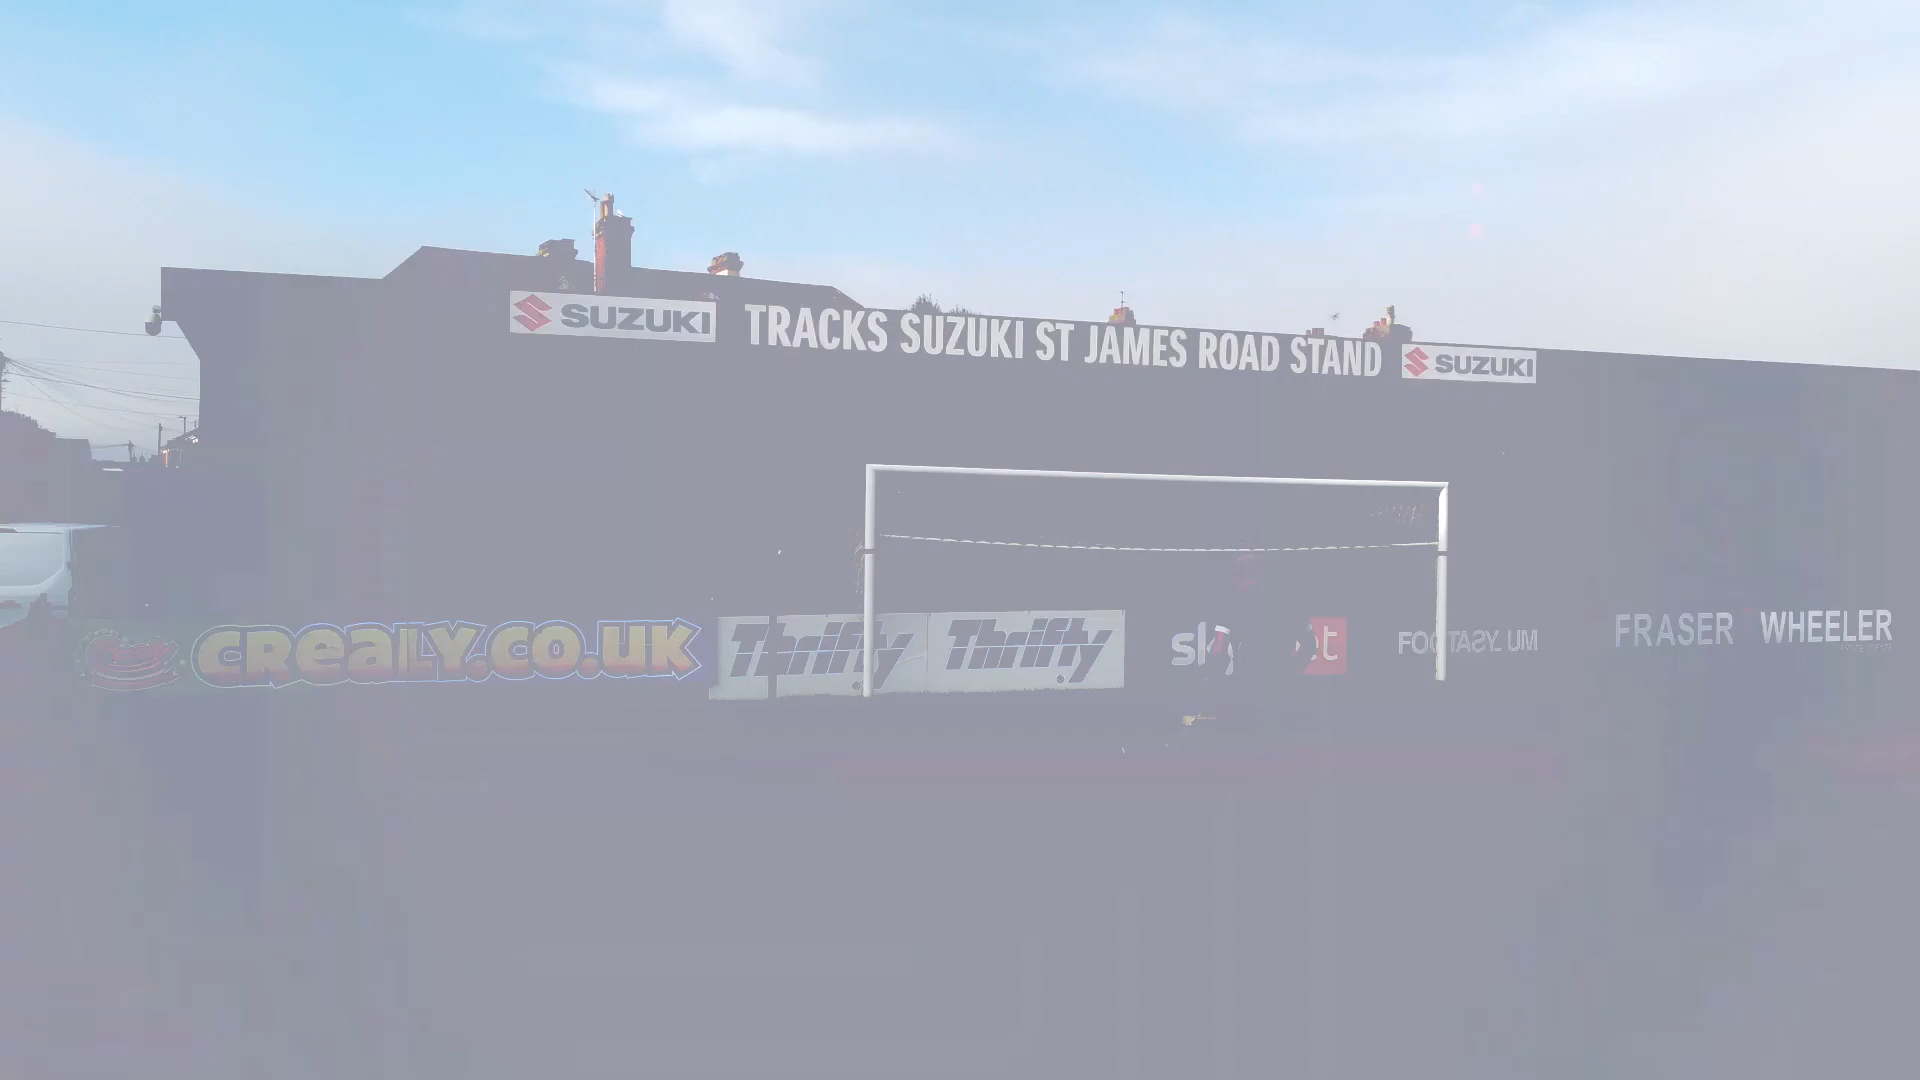 SUZUKI
TRACKS SUZUKI ST JAMES ROAD STAND
SUZUKI
CREALY.CO.UK
Thrifty
Thrifty
FRASER WHEELER